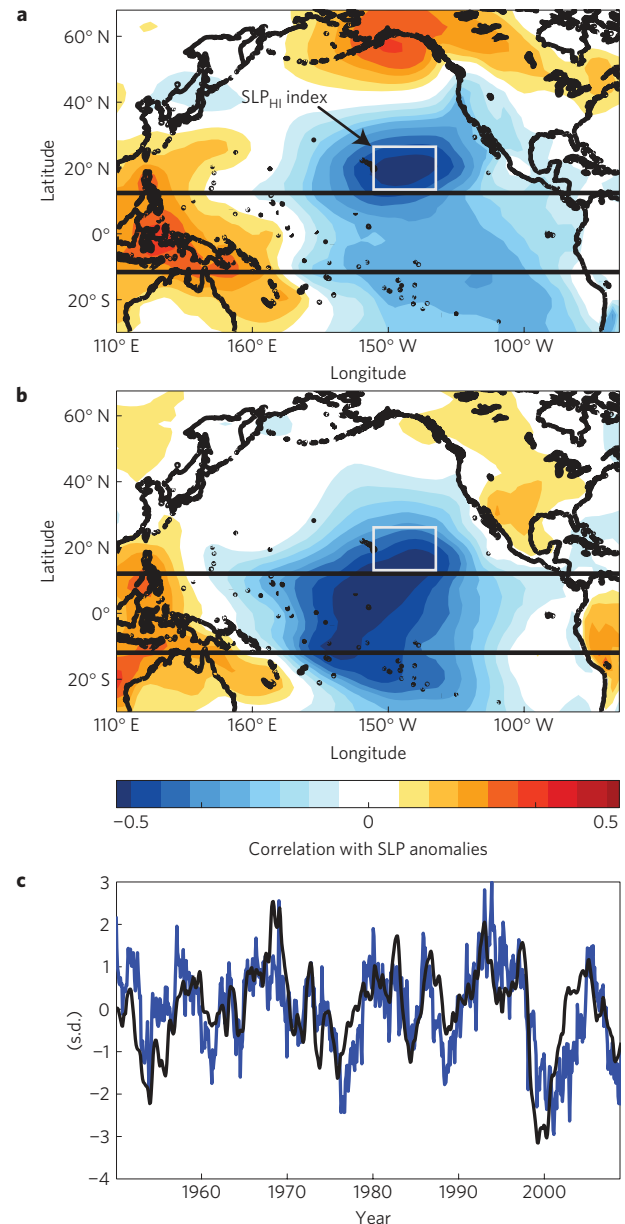 a
60° N
40° N
20° N
0°
20° S
Latitude
SLPHI index
110° E 160° E 150° W 100° W
Longitude
b
60° N
40° N
20° N
0°
20° S
Latitude
110° E 160° E 150° W 100° W
Longitude
−0.5 0 0.5
Correlation with SLP anomalies
c
3
2
1
0
−1
−2
−3
−4
(s.d.)
1960 1970 1980 1990 2000
Year